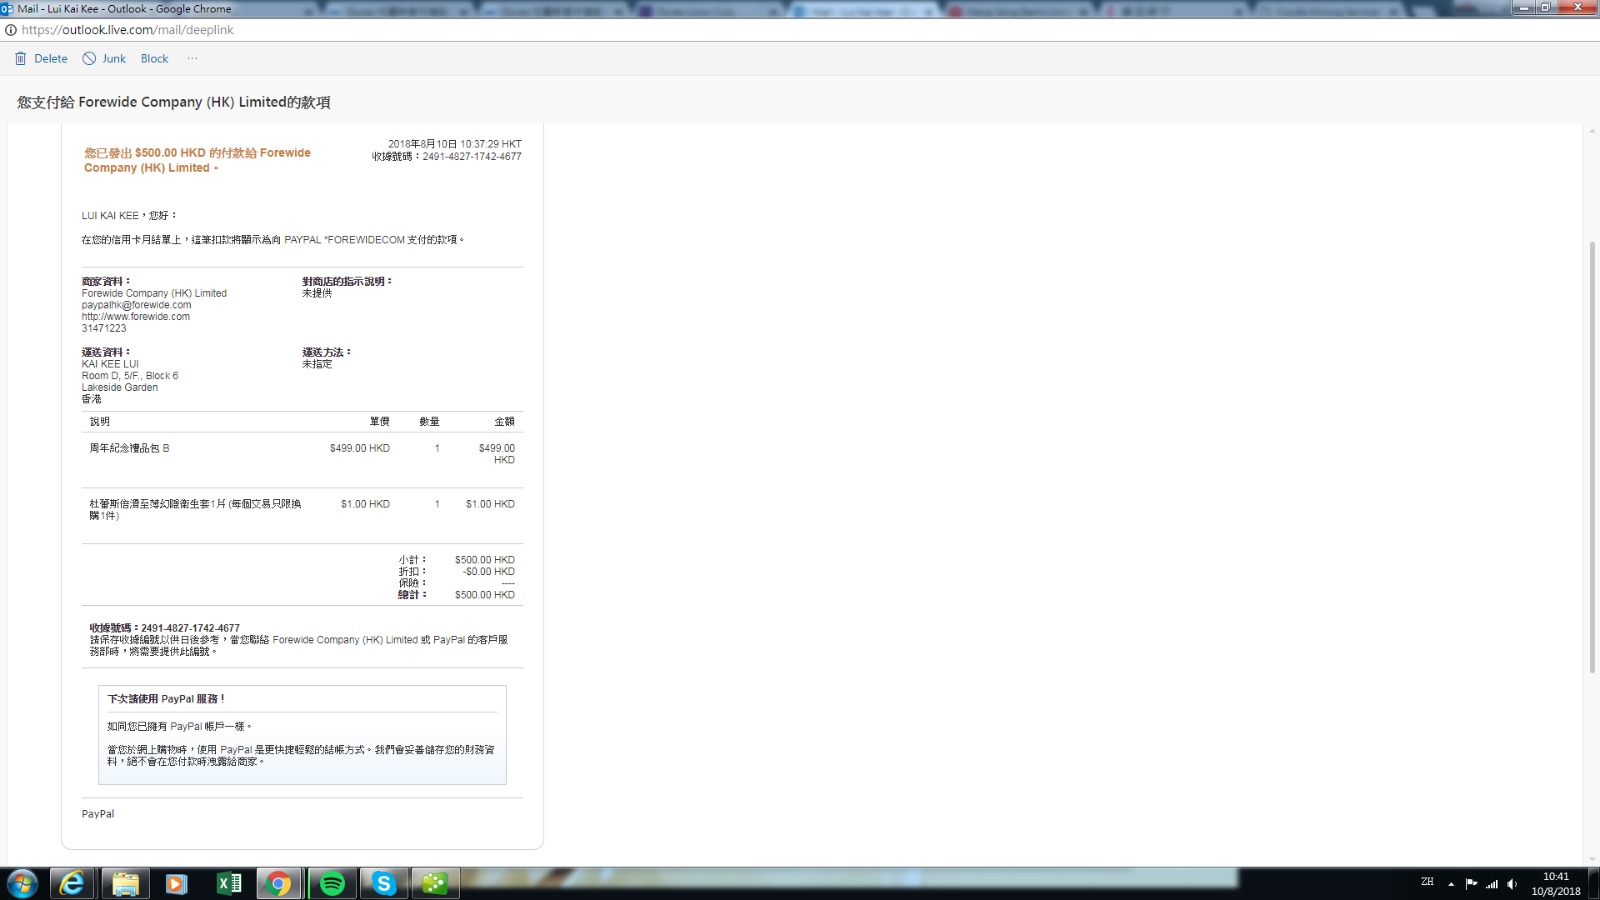 Mail - Lui Kai Kee - Outlook - Google Chrome
https://outlook.live.com/mail/deeplink
Delete Junk Block ···
您支付給 Forewide Company (HK) Limited的款項
2018年8月10日 10:37:29 HKT
收據號碼：2491-4827-1742-4677
您已發出 $500.00 HKD 的付款給 Forewide
Company (HK) Limited -
LUI KAI KEE，您好：
在您的信用卡月結單上，這筆扣款將顯示為向 PAYPAL *FOREWIDECOM 支付的款項。
商家資料： 對商店的指示說明：
Forewide Company (HK) Limited 未提供
paypalhk@forewide.com
http://www.forewide.com
31471223
運送資料： 運送方法：
KAI KEE LUI 未指定
Room D, 5/F., Block 6
Lakeside Garden
香港
說明 單價 數量 金額
周年紀念禮品包 B $499.00 HKD 1 $499.00
HKD
杜蕾斯倍滑至薄幻隱衛生套1片 (每個交易只限換 $1.00 HKD 1 $1.00 HKD
購1件)
小計： $500.00 HKD
折扣： -$0.00 HKD
保險： ----
總計： $500.00 HKD
收據號碼：2491-4827-1742-4677
請保存收據編號以供日後參考，當您聯絡 Forewide Company (HK) Limited 或 PayPal 的客戶服
務部時，將需要提供此編號。
下次請使用 PayPal 服務！
如同您已擁有 PayPal 帳戶一樣。
當您於網上購物時，使用 PayPal 是更快捷輕鬆的結帳方式。我們會妥善儲存您的財務資
料，絕不會在您付款時洩露給商家。
PayPal
ZH
10:41
10/8/2018